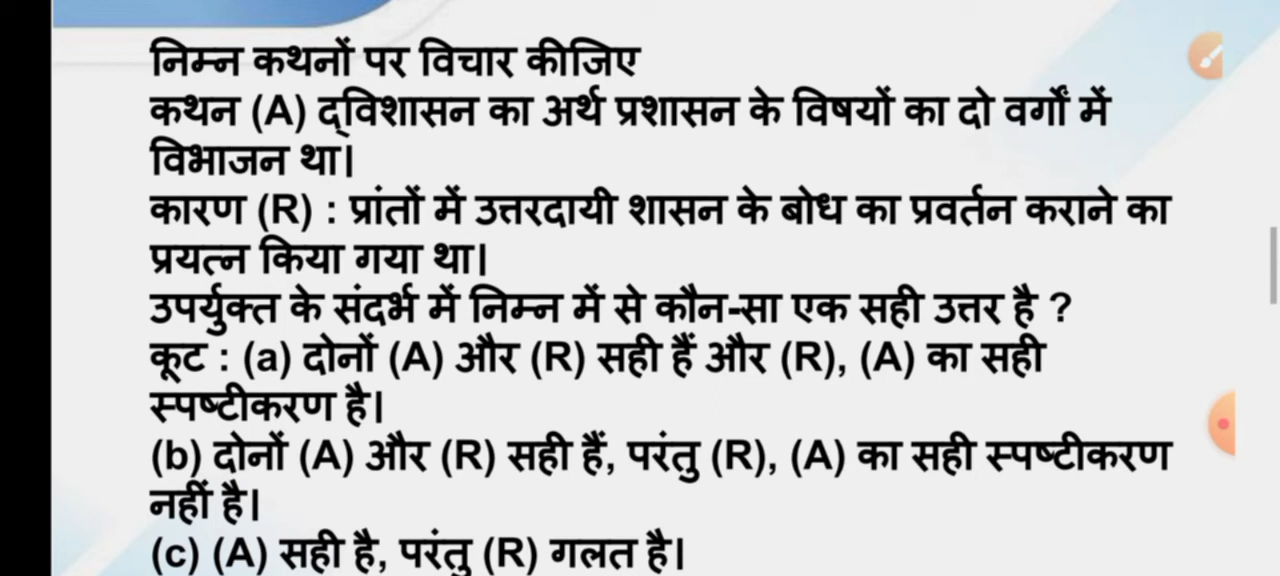 निम्न कथनों पर विचार कीजिए
कथन (A) द्विशासन का अर्थ प्रशासन के विषयों का दो वर्गों में
विभाजन था।
कारण (R) : प्रांतों में उत्तरदायी शासन के बोध का प्रवर्तन कराने का
प्रयत्न किया गया था।
उपर्युक्त के संदर्भ में निम्न में से कौन-सा एक सही उत्तर है ?
कूट : (a) दोनों (A) और (R) सही हैं और (R), (A) का सही
स्पष्टीकरण है।
(b) दोनों (A) और (R) सही हैं, परंतु (R), (A) का सही स्पष्टीकरण
नहीं है।
(c) (A) सही है, परंतु (R) गलत है।